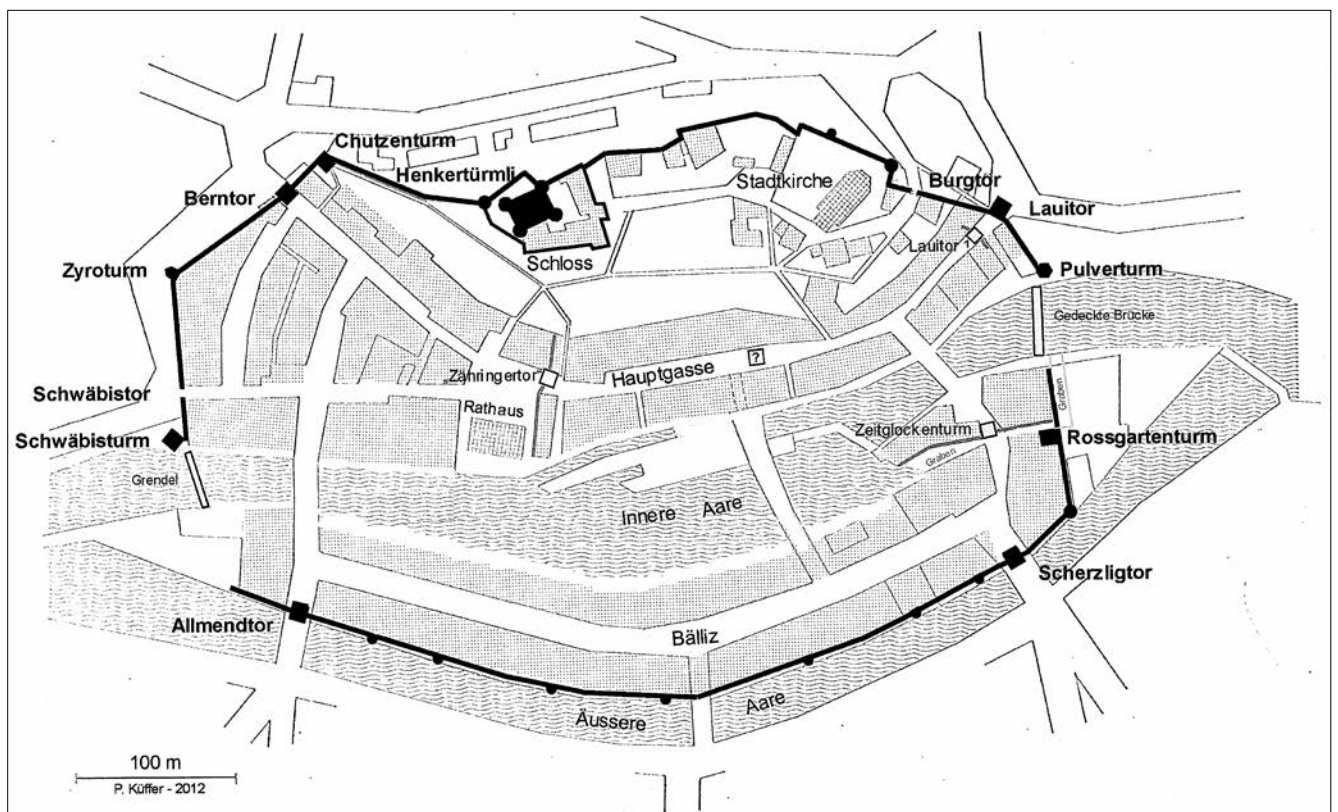 Chutzenturm
Henkertürmli
Berntor
Stadtkirche
Burgtor
Lauitor
Lauitor ?
Schloss
Zyroturm
Pulverturm
Gedeckte Brücke
Zähringertor
Hauptgasse
?
Graben
Schwäbistor
Rathaus
Schwäbisturm
Zeitglockenturm
Rossgartenturm
Graben
Grendel
Innere Aare
Scherzligtor
Allmendtor
Bälliz
Äussere Aare
100 m
P. Küffer - 2012